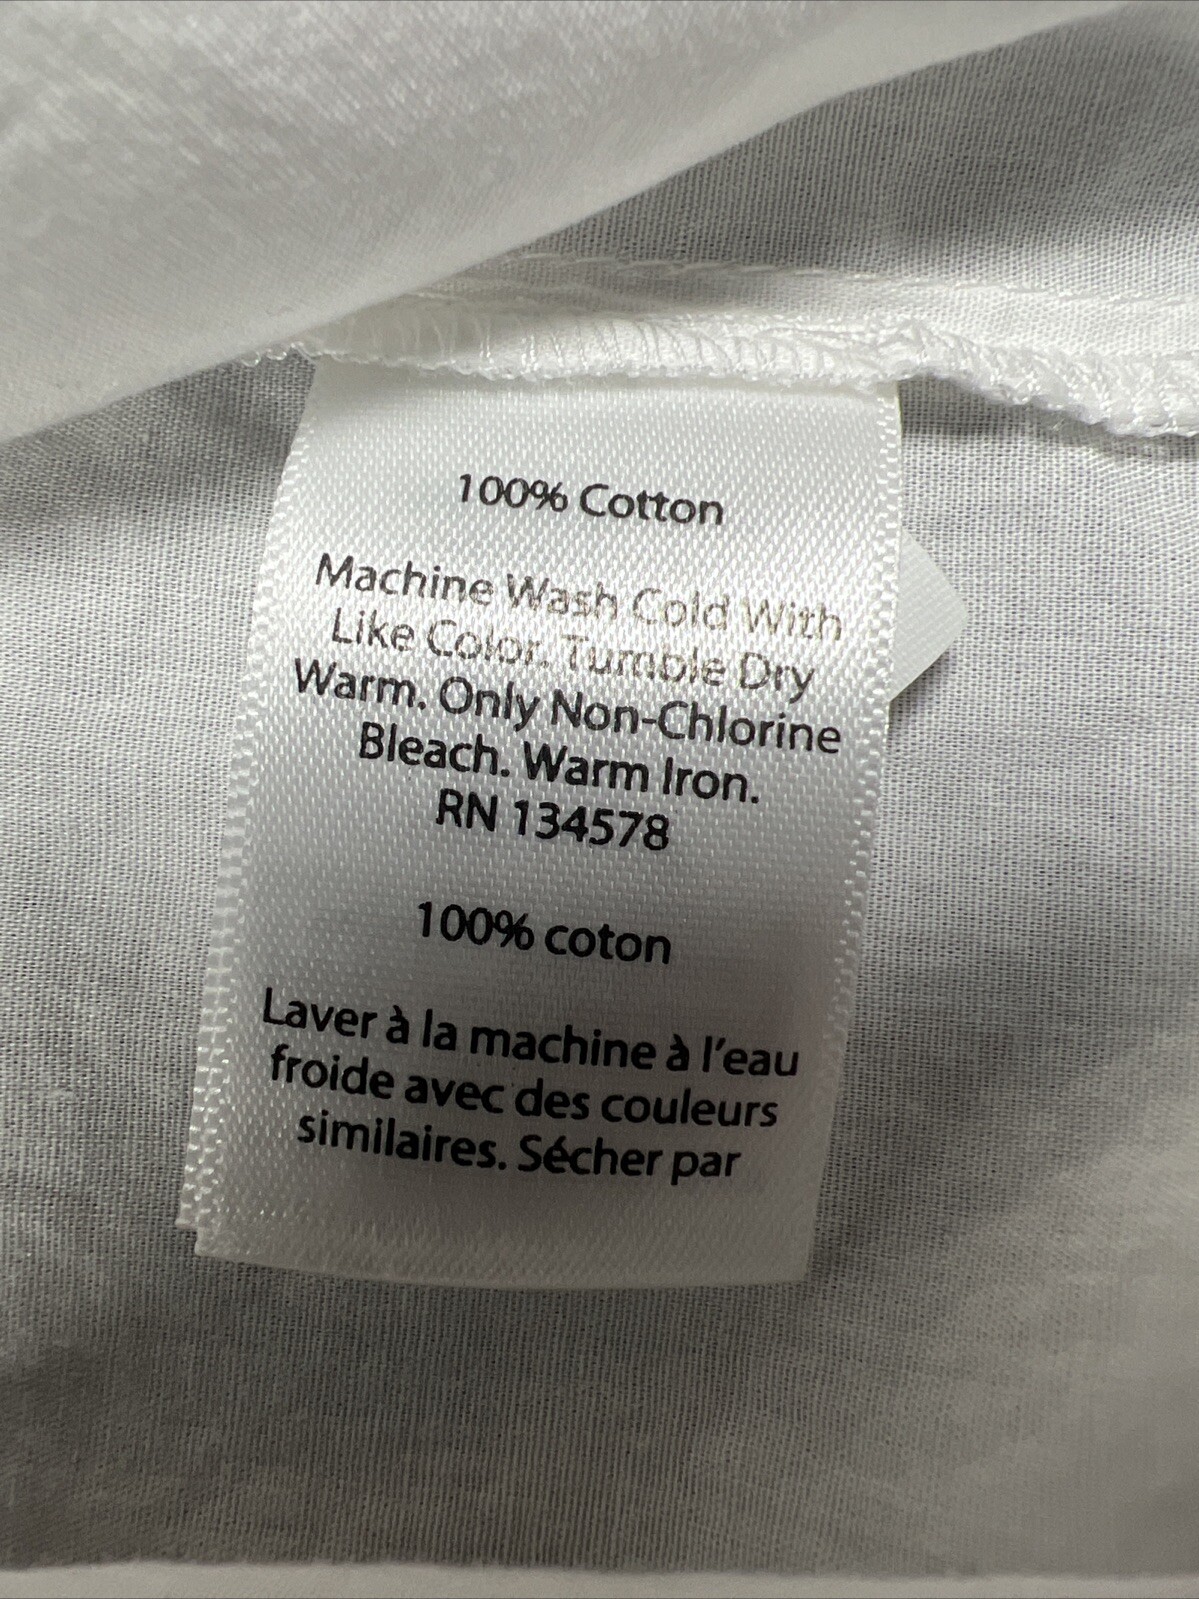 100% Cotton
Machine Wash Cold With
Like Color. Tumble Dry
Warm. Only Non-Chlorine
Bleach. Warm Iron.
RN 134578
100% coton
Laver à la machine à l'eau
froide avec des couleurs
similaires. Sécher par